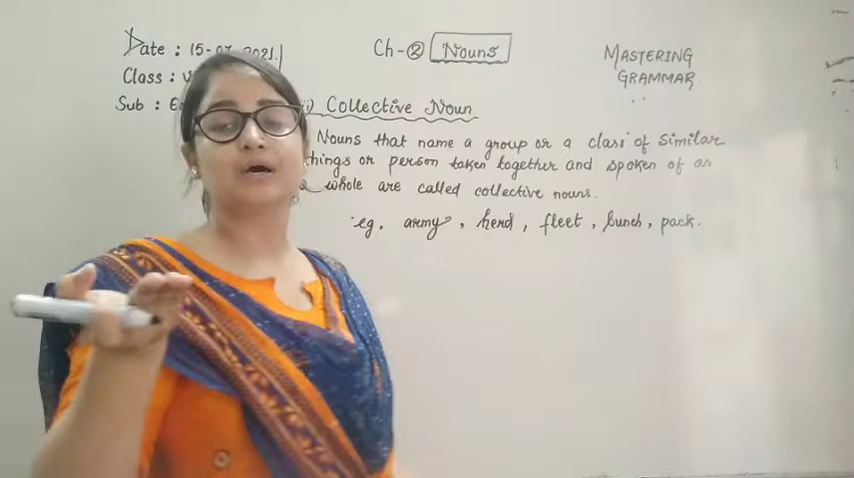 Date : 15-07-2021
Ch-② Nouns
MASTERING
GRAMMAR
Class :
Sub :
Collective Noun
Nouns that name a group or a class of similar
things or person taken together and spoken of as
whole are called collective nouns.
eg. army, herd, fleet, bunch, pack.